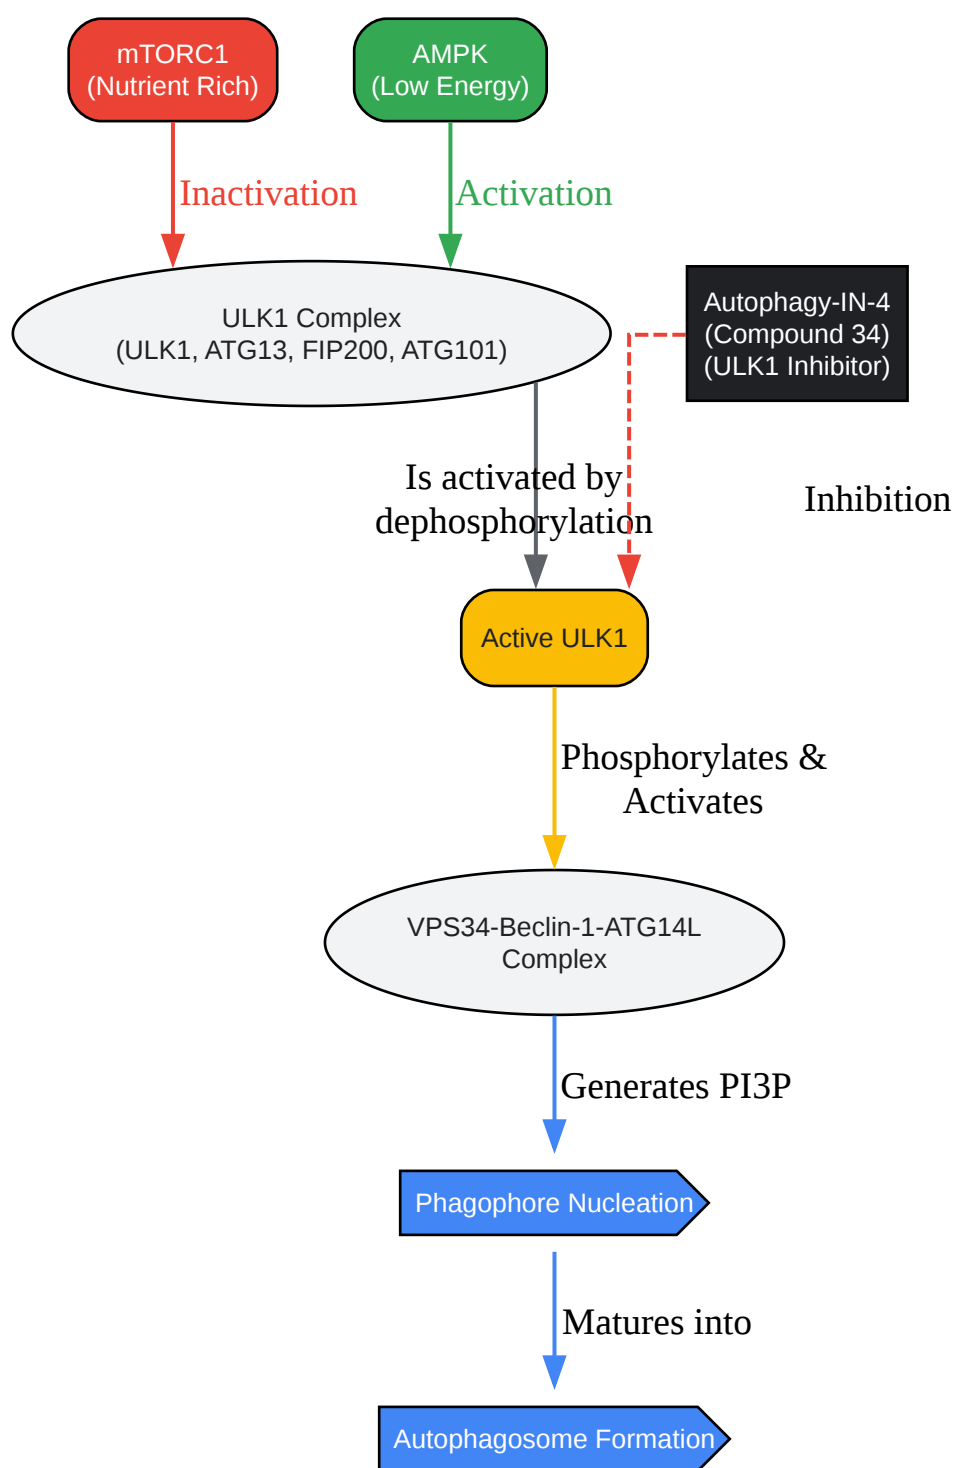 mTORC1
(Nutrient Rich)
AMPK
(Low Energy)
Inactivation
Activation
ULK1 Complex
(ULK1, ATG13, FIP200, ATG101)
Autophagy-IN-4
(Compound 34)
(ULK1 Inhibitor)
Is activated by
dephosphorylation
Inhibition
Active ULK1
Phosphorylates &
Activates
VPS34-Beclin-1-ATG14L
Complex
Generates PI3P
Phagophore Nucleation
Matures into
Autophagosome Formation